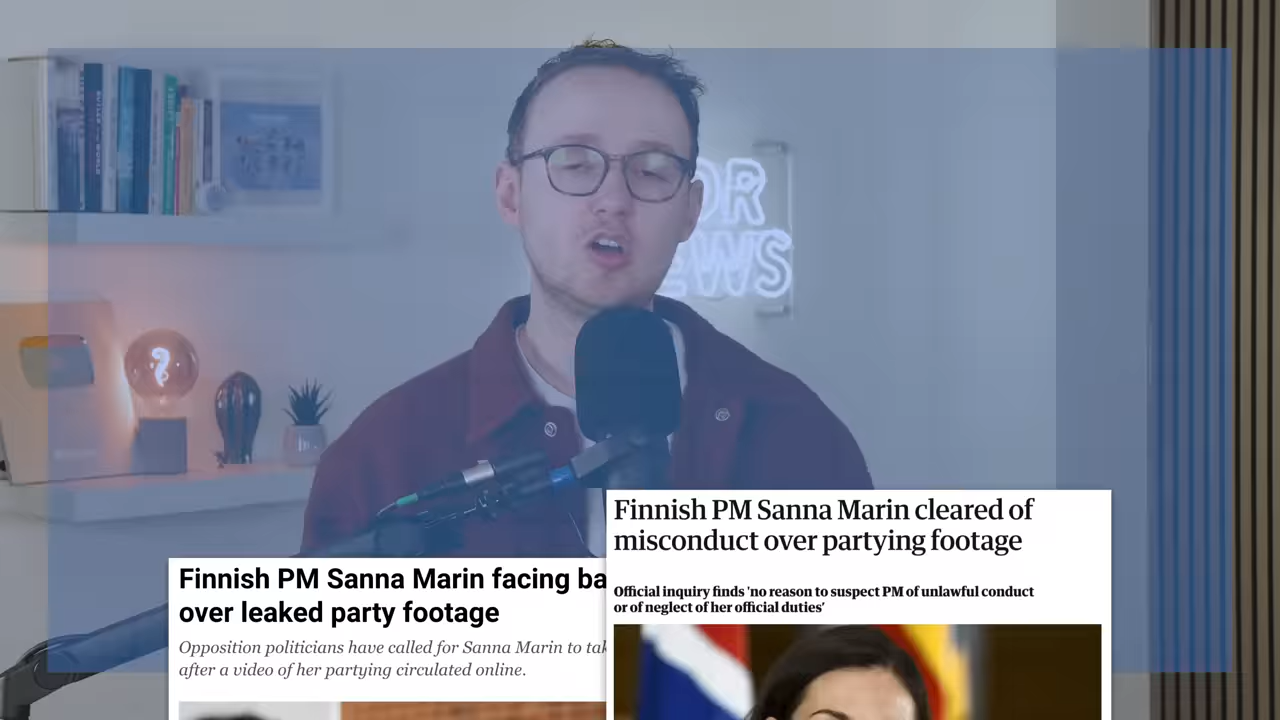 OR
EWS
Finnish PM Sanna Marin facing
over leaked party footage
Opposition politicians have called for Sanna Marin to
after a video of her partying circulated online.
Finnish PM Sanna Marin cleared of
misconduct over partying footage
Official inquiry finds 'no reason to suspect PM of unlawful conduct
or of neglect of her official duties'